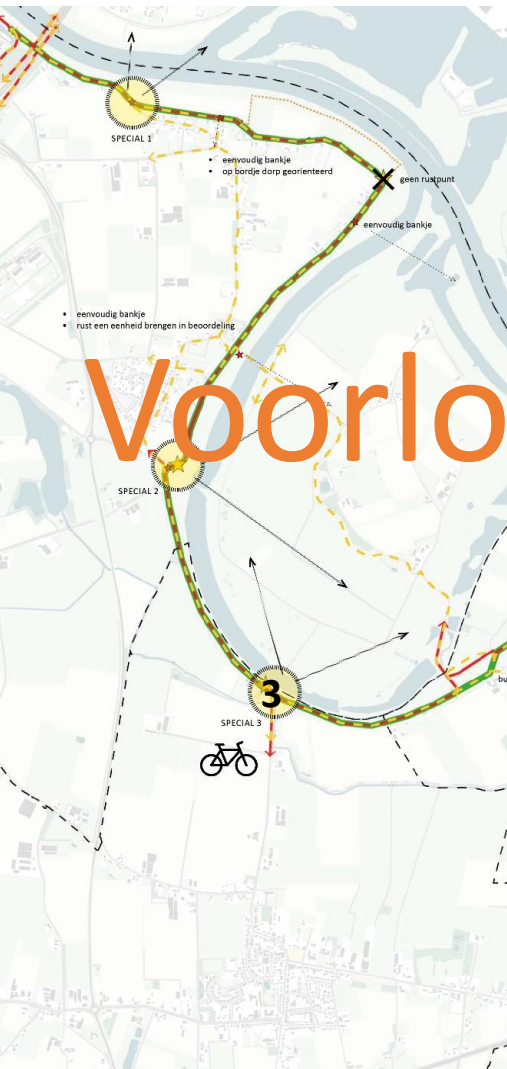 SPECIAL 1
• eenvoudig bankje
• op bordje dorp georienteerd
geen rustpunt
eenvoudig bankje
• eenvoudig bankje
• rust een eenheid brengen in beoordeling
Voorlo
SPECIAL 2
3
SPECIAL 3
bu